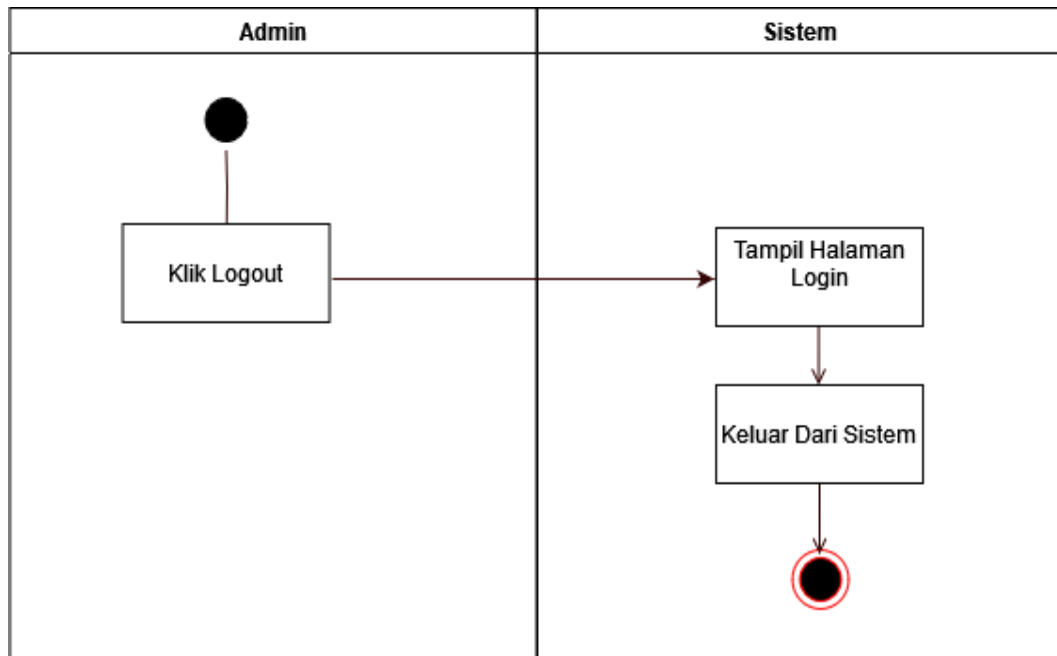 Admin
Sistem
Klik Logout
Tampil Halaman
Login
Keluar Dari Sistem